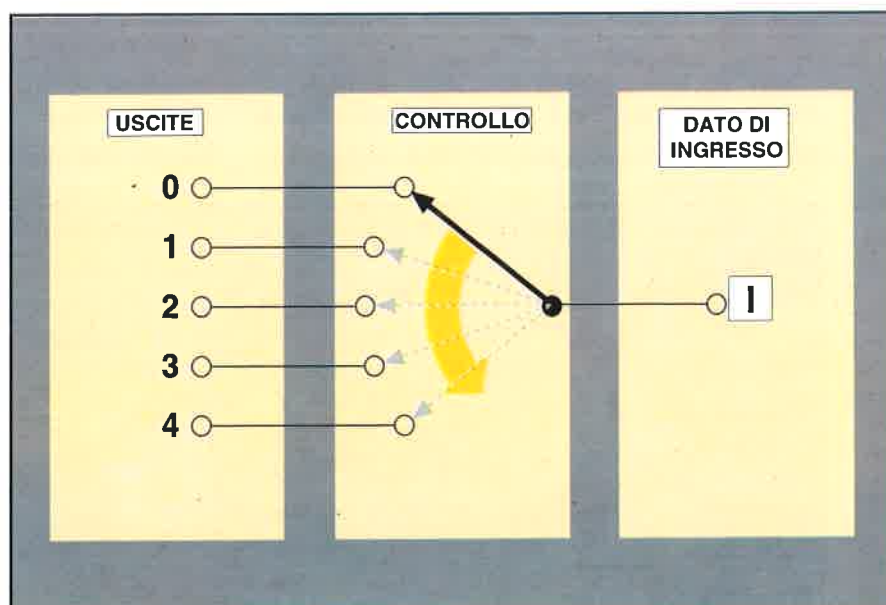 USCITE
CONTROLLO
DATO DI
INGRESSO
0
1
2
3
4
I